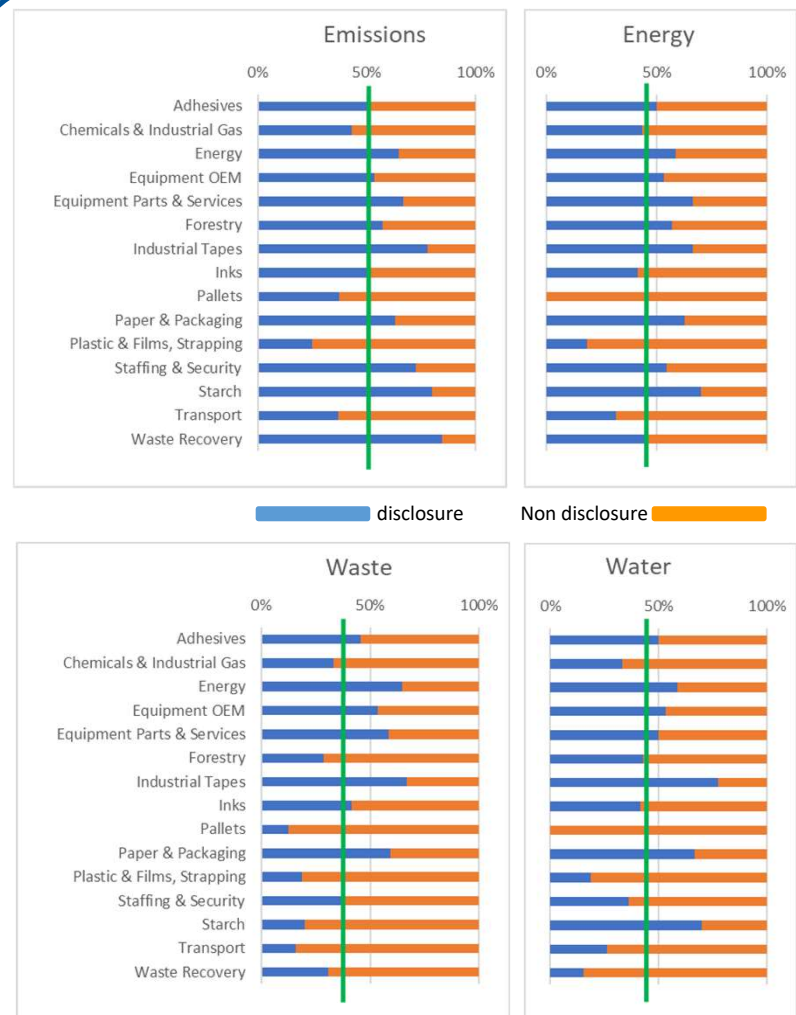 Emissions
0% 50% 100%
Adhesives
Chemicals & Industrial Gas
Energy
Equipment OEM
Equipment Parts & Services
Forestry
Industrial Tapes
Inks
Pallets
Paper & Packaging
Plastic & Films, Strapping
Staffing & Security
Starch
Transport
Waste Recovery
Energy
0% 50% 100%
disclosure Non disclosure
Waste
0% 50% 100%
Adhesives
Chemicals & Industrial Gas
Energy
Equipment OEM
Equipment Parts & Services
Forestry
Industrial Tapes
Inks
Pallets
Paper & Packaging
Plastic & Films, Strapping
Staffing & Security
Starch
Transport
Waste Recovery
Water
0% 50% 100%